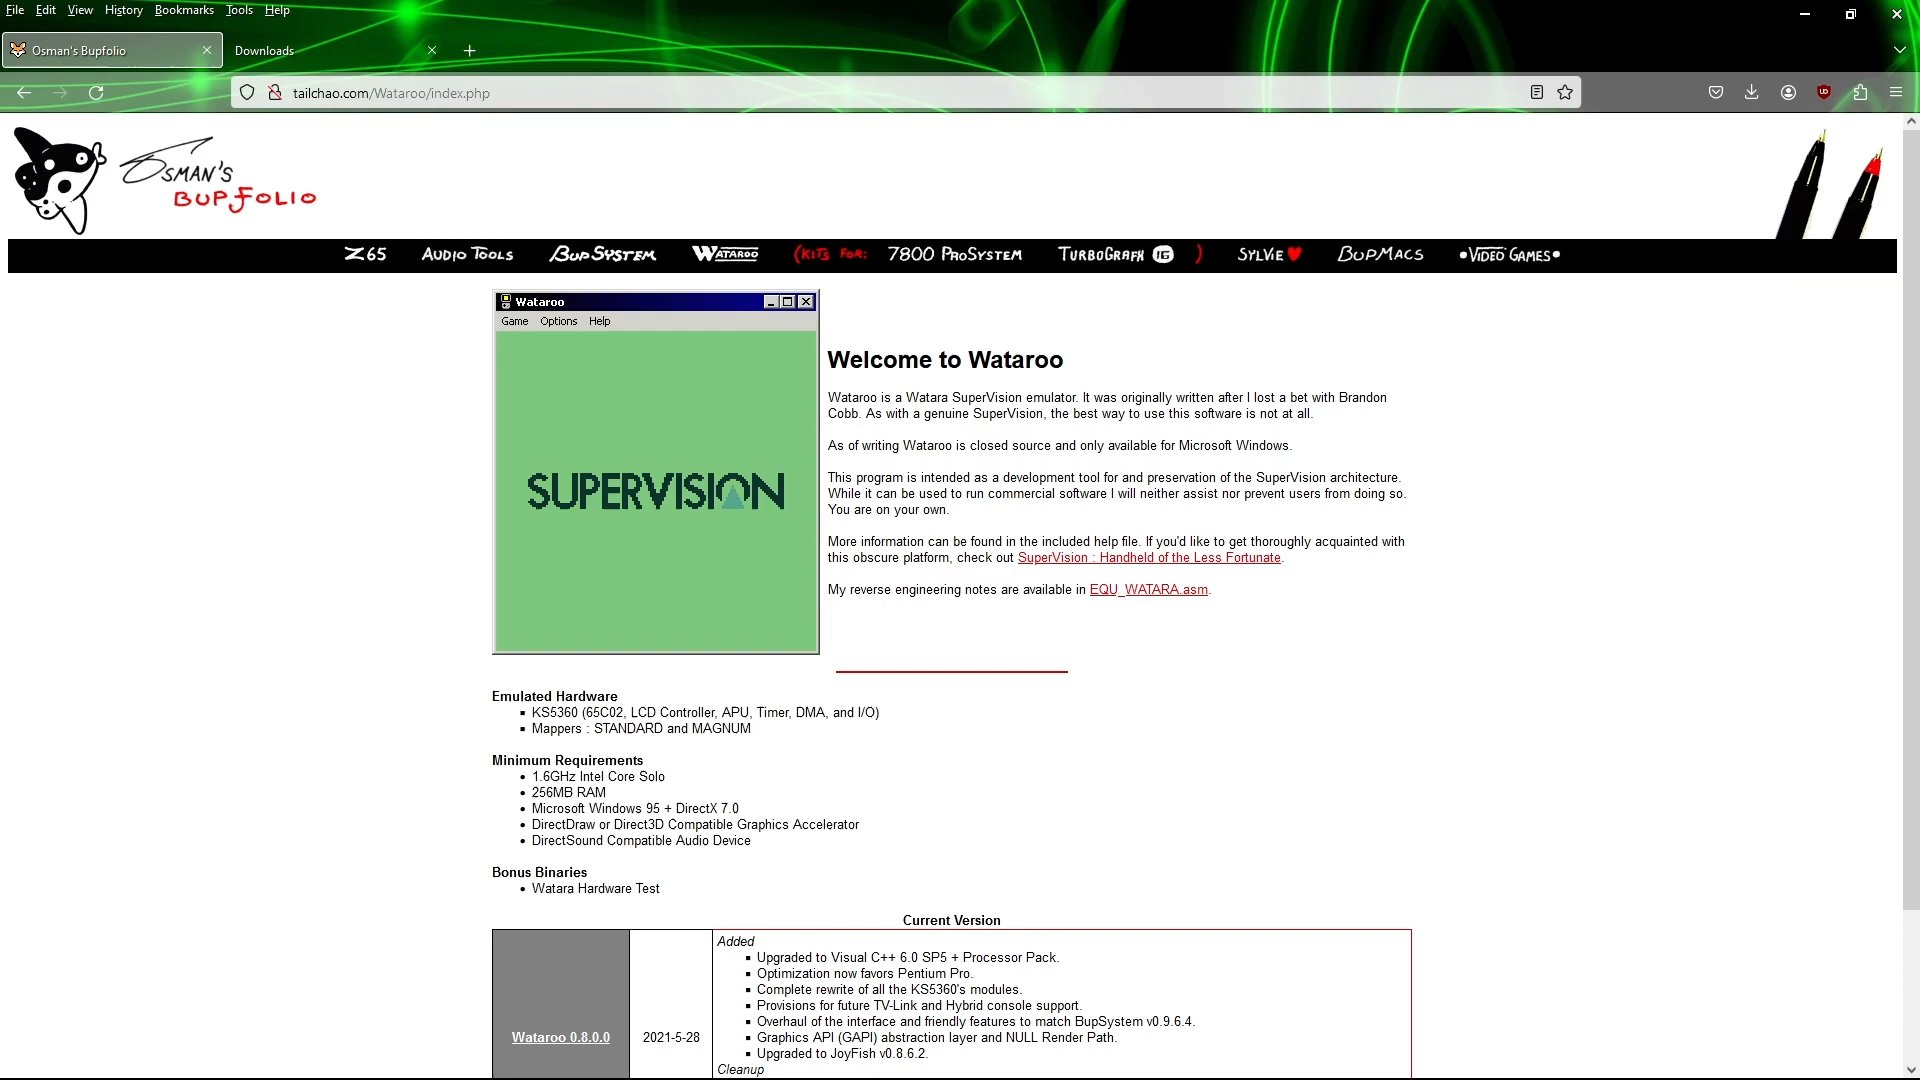 File Edit View History Bookmarks Tools Help
Osman's Bupfolio
Downloads
tailchao.com/Wataroo/index.php
OSMAN'S
BUPFOLIO
Z65 AUDIO TOOLS BUPSYSTEM WATAROO (KITS FOR: 7800 PROSYSTEM TURBOGRAFX 16 ) SYLVIE BUPMACS •VIDEO GAMES•
Wataroo
Game Options Help
SUPERVISION
Welcome to Wataroo
Wataroo is a Watara SuperVision emulator. It was originally written after I lost a bet with Brandon
Cobb. As with a genuine SuperVision, the best way to use this software is not at all.
As of writing Wataroo is closed source and only available for Microsoft Windows.
This program is intended as a development tool for and preservation of the SuperVision architecture.
While it can be used to run commercial software I will neither assist nor prevent users from doing so.
You are on your own.
More information can be found in the included help file. If you'd like to get thoroughly acquainted with
this obscure platform, check out SuperVision : Handheld of the Less Fortunate.
My reverse engineering notes are available in EQU_WATARA.asm.
Emulated Hardware
KS5360 (65C02, LCD Controller, APU, Timer, DMA, and I/O)
Mappers : STANDARD and MAGNUM
Minimum Requirements
1.6GHz Intel Core Solo
256MB RAM
Microsoft Windows 95 + DirectX 7.0
DirectDraw or Direct3D Compatible Graphics Accelerator
DirectSound Compatible Audio Device
Bonus Binaries
Watara Hardware Test
Current Version
Wataroo 0.8.0.0
2021-5-28
Added
Upgraded to Visual C++ 6.0 SP5 + Processor Pack.
Optimization now favors Pentium Pro.
Complete rewrite of all the KS5360's modules.
Provisions for future TV-Link and Hybrid console support.
Overhaul of the interface and friendly features to match BupSystem v0.9.6.4.
Graphics API (GAPI) abstraction layer and NULL Render Path.
Upgraded to JoyFish v0.8.6.2.
Cleanup